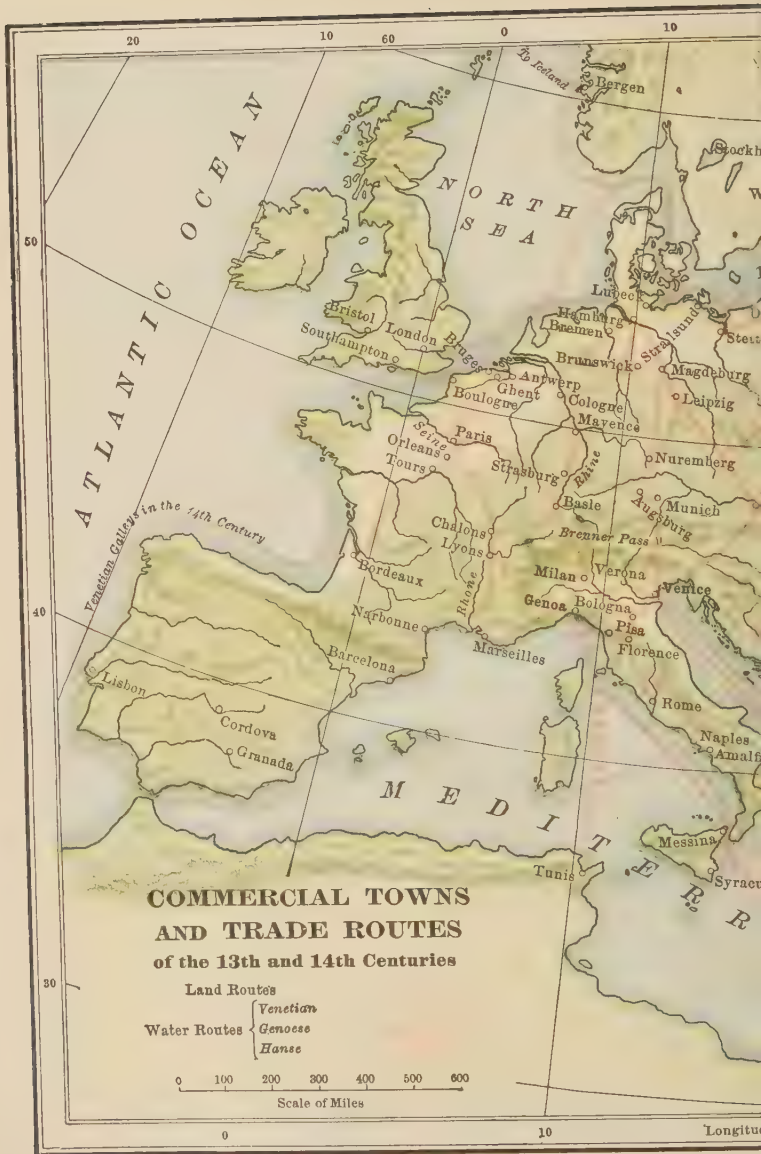 20
10
60
0
10
To Iceland
Bergen
Stockh
ATLANTIC OCEAN
NORTH
SEA
50
Lubeck
Hamburg
Bremen
Stralsund
Stett
Bristol
London
Southampton
Bruges
Brunswick
Magdeburg
Antwerp
Ghent
Boulogne
Cologne
Leipzig
Mayence
Seine
Paris
Orleans
Tours
Strasburg
Rhine
Nuremberg
Basle
Augsburg
Munich
Venetian Galleys in the 14th Century
Chalons
Lyons
Brenner Pass
Bordeaux
Milan
Verona
Venice
Rhone
Genoa
Bologna
40
Narbonne
Pisa
Marseilles
Florence
Barcelona
Lisbon
Rome
Cordova
Naples
Granada
Amalf
MEDITERR
Messina
Tunis
Syracu
COMMERCIAL TOWNS
AND TRADE ROUTES
of the 13th and 14th Centuries
30
Land Routes
Water Routes { Venetian
Genoese
Hanse
0 100 200 300 400 500 600
Scale of Miles
0
10
Longitud